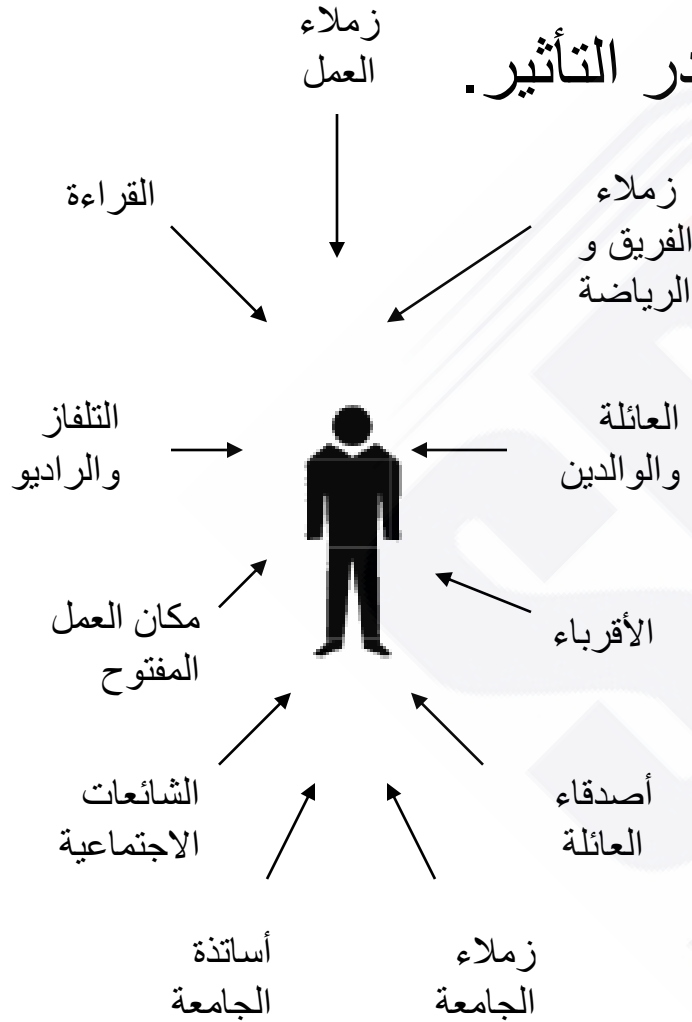 زملاء
العمل
التأثير.
القراءة
زملاء
الفريق و
الرياضة
التلفاز
والراديو
العائلة
والوالدين
مكان العمل
المفتوح
الأقرباء
الشائعات
الاجتماعية
أصدقاء
العائلة
أساتذة
الجامعة
زملاء
الجامعة